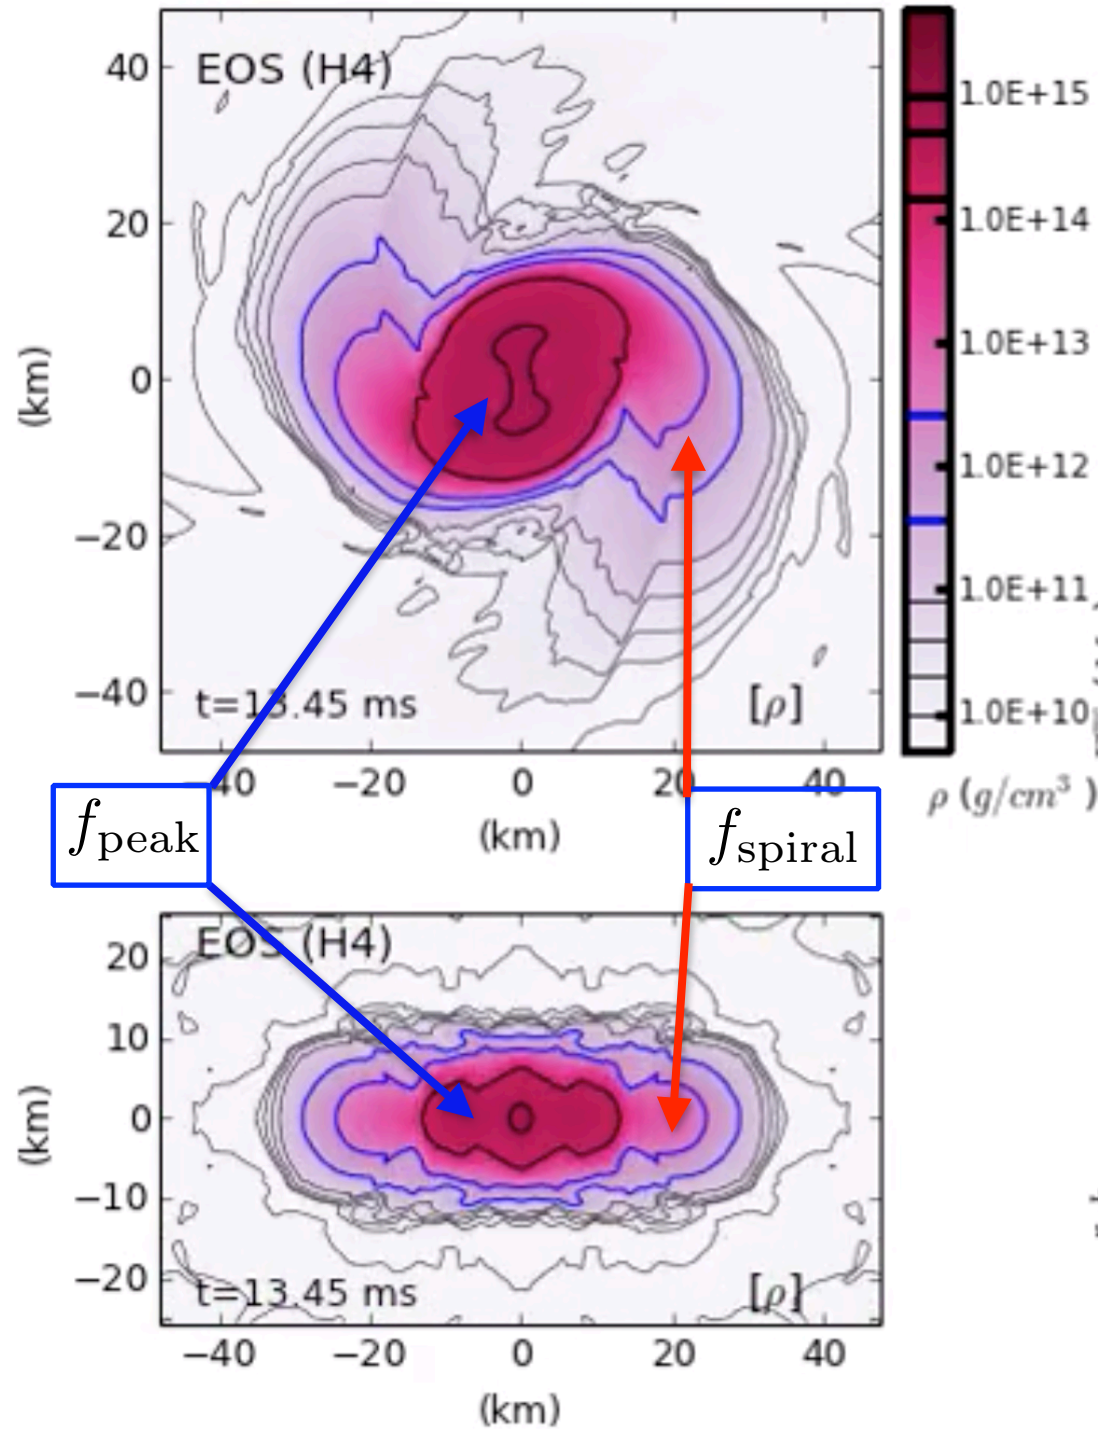 EOS (H4)
40
20
0
−20
−40
(km)
t=13.45 ms
[ρ]
−40
−20
0
20
40
(km)
1.0E+15
1.0E+14
1.0E+13
1.0E+12
1.0E+11
1.0E+10
ρ (g/cm³ )
f_peak
f_spiral
EOS (H4)
20
10
0
−10
−20
(km)
t=13.45 ms
[ρ]
−40
−20
0
20
40
(km)